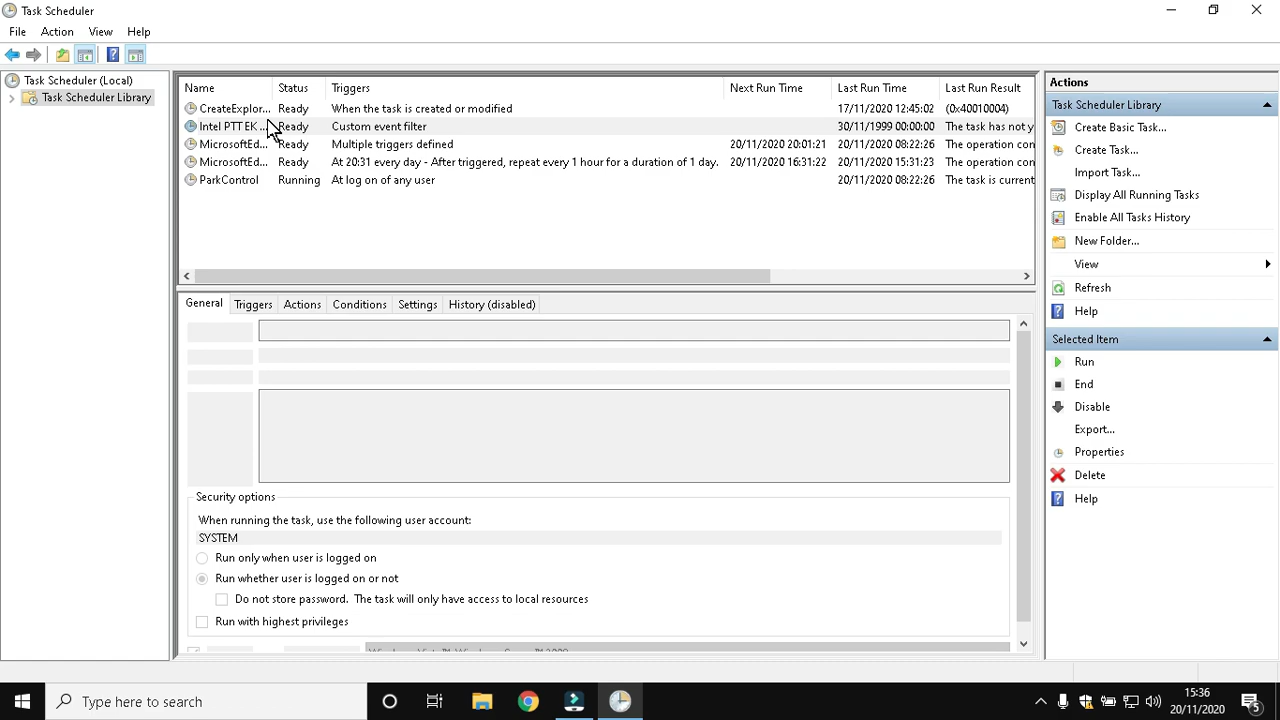 Task Scheduler
File Action View Help
Task Scheduler (Local)
Task Scheduler Library
Name Status Triggers Next Run Time Last Run Time Last Run Result
CreateExplor... Ready When the task is created or modified 17/11/2020 12:45:02 (0x40010004)
Intel PTT EK ... Ready Custom event filter 30/11/1999 00:00:00 The task has not y
MicrosoftEd... Ready Multiple triggers defined 20/11/2020 20:01:21 20/11/2020 08:22:26 The operation con
MicrosoftEd... Ready At 20:31 every day - After triggered, repeat every 1 hour for a duration of 1 day. 20/11/2020 16:31:22 20/11/2020 15:31:23 The operation con
ParkControl Running At log on of any user 20/11/2020 08:22:26 The task is current
General Triggers Actions Conditions Settings History (disabled)
Security options
When running the task, use the following user account:
SYSTEM
Run only when user is logged on
Run whether user is logged on or not
Do not store password. The task will only have access to local resources
Run with highest privileges
Actions
Task Scheduler Library
Create Basic Task...
Create Task...
Import Task...
Display All Running Tasks
Enable All Tasks History
New Folder...
View
Refresh
Help
Selected Item
Run
End
Disable
Export...
Properties
Delete
Help
Type here to search
15:36
20/11/2020
5